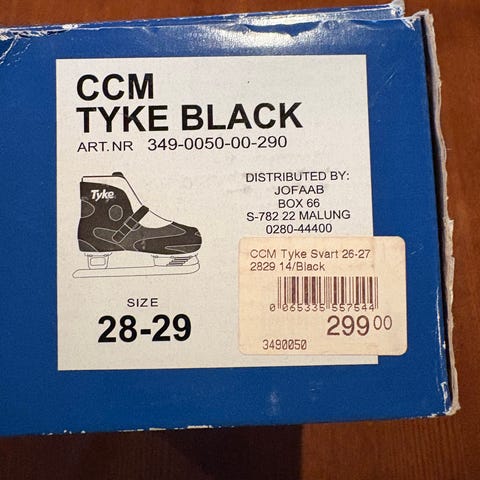 CCM
TYKE BLACK
ART.NR 349-0050-00-290
Tyke
DISTRIBUTED BY:
JOFAAB
BOX 66
S-782 22 MALUNG
0280-44400
SIZE
28-29
CCM Tyke Svart 26-27
2829 14/Black
0 065335 557544
299 00
3490050